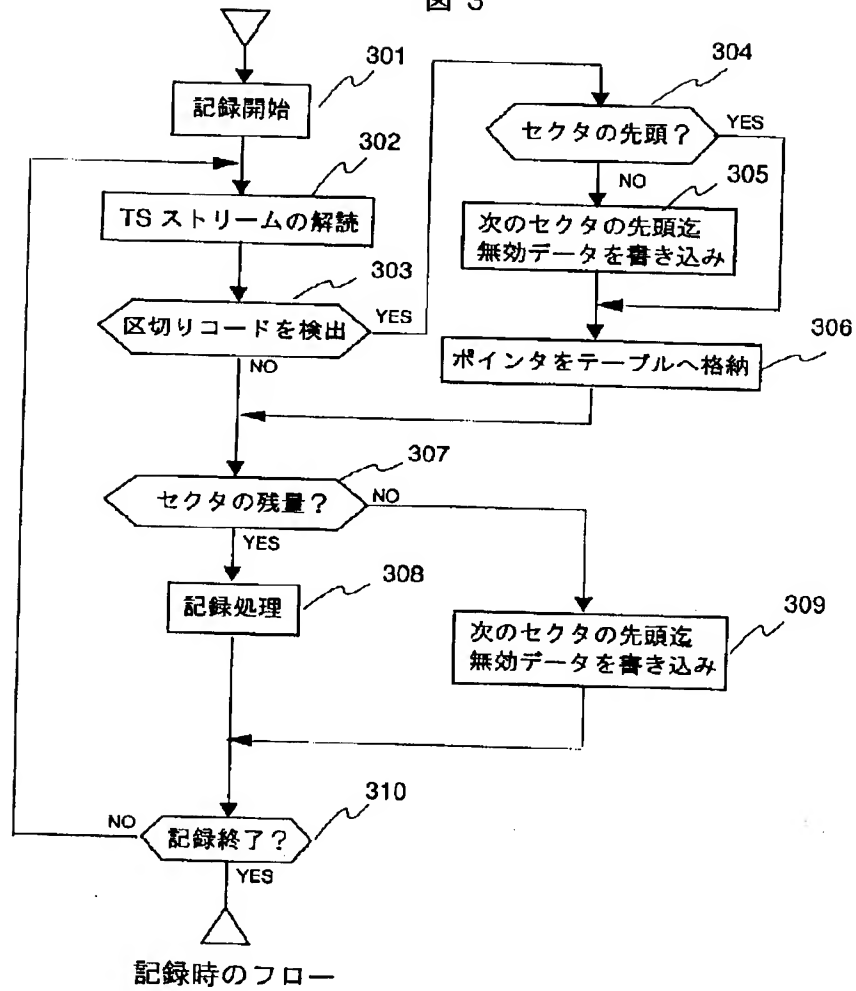 図 3
301
記録開始
302
TS ストリームの解読
303
区切りコードを検出
YES
NO
304
セクタの先頭?
YES
NO
305
次のセクタの先頭迄
無効データを書き込み
306
ポインタをテーブルへ格納
307
セクタの残量?
NO
YES
308
記録処理
309
次のセクタの先頭迄
無効データを書き込み
310
記録終了?
NO
YES
記録時のフロー